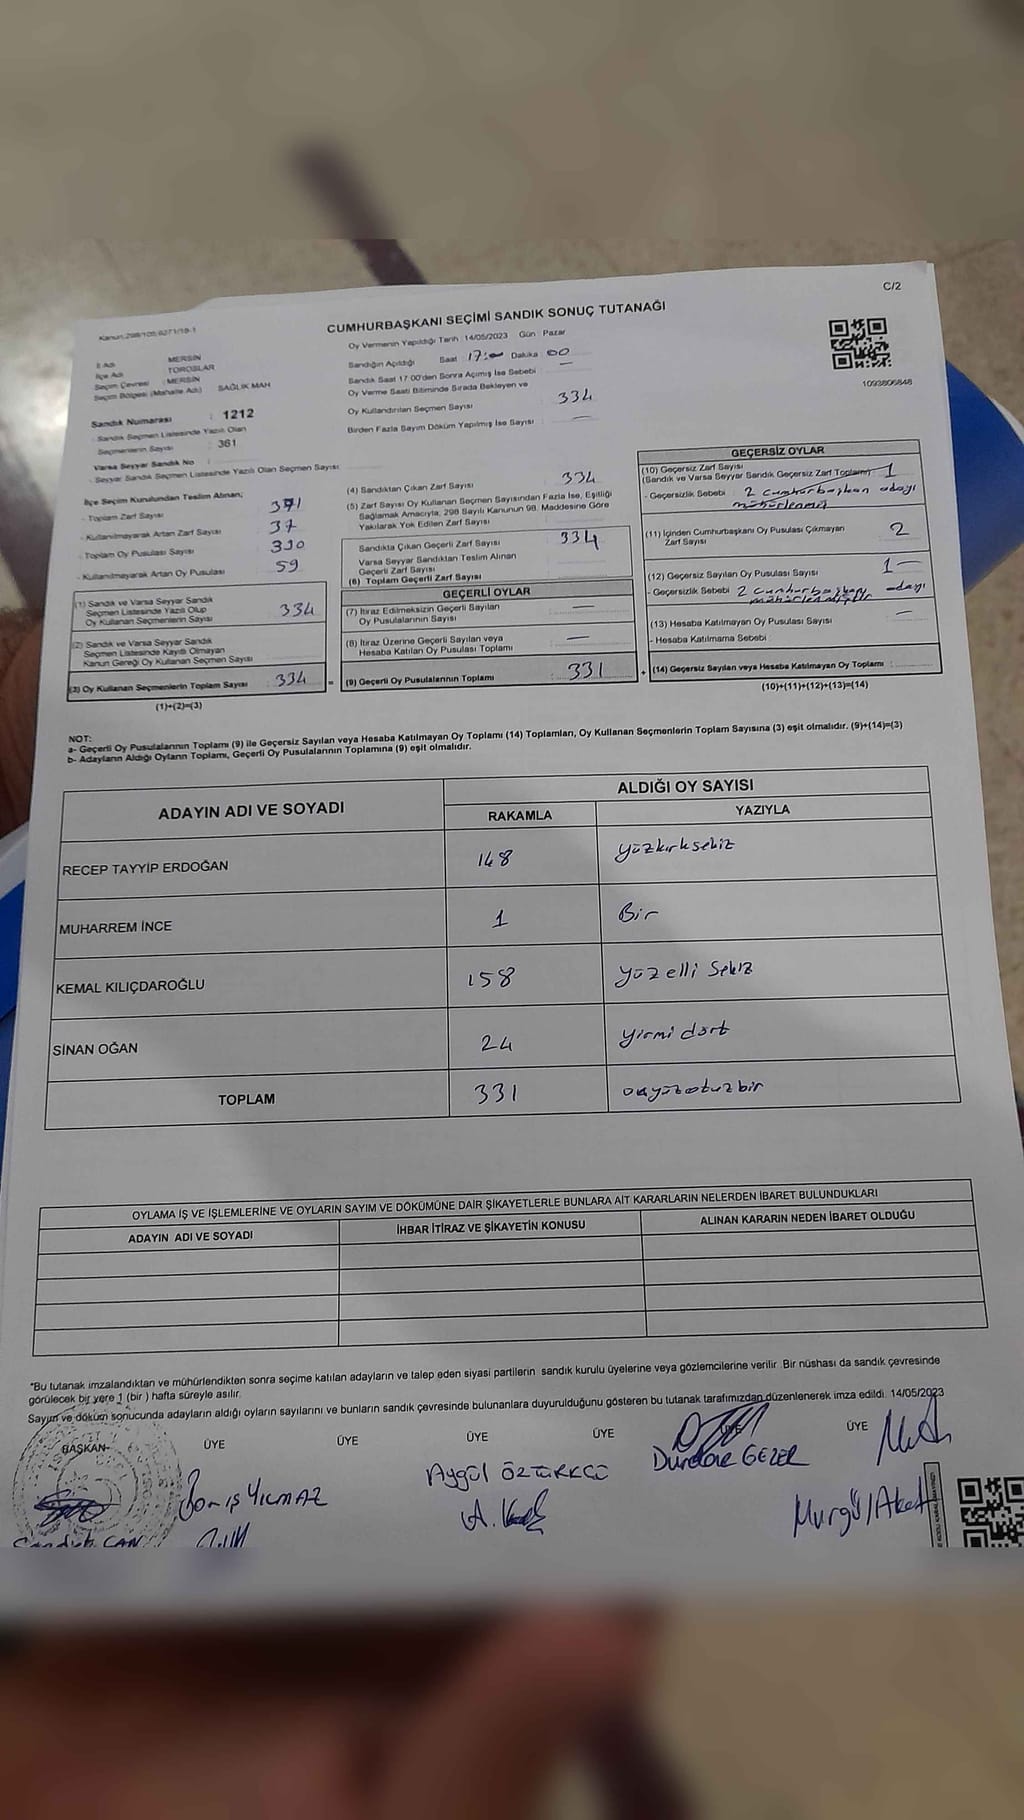 C/2
Kanun:298/105,6271/19-1
CUMHURBAŞKANI SEÇİMİ SANDIK SONUÇ TUTANAĞI
Oy Vermenin Yapıldığı Tarih : 14/05/2023 Gün : Pazar
İl Adı : MERSİN
İlçe Adı : TOROSLAR
Seçim Çevresi : MERSİN
Seçim Bölgesi (Mahalle Adı) : SAĞLIK MAH
Sandık Numarası : 1212
- Sandık Seçmen Listesinde Yazılı Olan
Seçmenlerin Sayısı : 361
Varsa Seyyar Sandık No :
- Seyyar Sandık Seçmen Listesinde Yazılı Olan Seçmen Sayısı:
Sandığın Açıldığı Saat 17:00 Dakika 00
Sandık Saat 17.00'den Sonra Açımış İse Sebebi —
Oy Verme Saati Bitiminde Sırada Bekleyen ve
Oy Kullandırılan Seçmen Sayısı 334
Birden Fazla Sayım Döküm Yapılmış İse Sayısı —
1093806848
İlçe Seçim Kurulundan Teslim Alınan;
- Toplam Zarf Sayısı 371
- Kullanılmayarak Artan Zarf Sayısı 37
- Toplam Oy Pusulası Sayısı 390
- Kullanılmayarak Artan Oy Pusulası : 59
(1) Sandık ve Varsa Seyyar Sandık
Seçmen Listesinde Yazılı Olup
Oy Kullanan Seçmenlerin Sayısı 334
(2) Sandık ve Varsa Seyyar Sandık
Seçmen Listesinde Kayıtlı Olmayan
Kanun Gereği Oy Kullanan Seçmen Sayısı
(3) Oy Kullanan Seçmenlerin Toplam Sayısı : 334
(1)+(2)=(3)
(4) Sandıktan Çıkan Zarf Sayısı 334
(5) Zarf Sayısı Oy Kullanan Seçmen Sayısından Fazla İse, Eşitliği
Sağlamak Amacıyla, 298 Sayılı Kanunun 98. Maddesine Göre
Yakılarak Yok Edilen Zarf Sayısı
Sandıkta Çıkan Geçerli Zarf Sayısı 334
Varsa Seyyar Sandıktan Teslim Alınan
Geçerli Zarf Sayısı
(6) Toplam Geçerli Zarf Sayısı
GEÇERLİ OYLAR
(7) İtiraz Edilmeksizin Geçerli Sayılan —
Oy Pusulasının Sayısı
(8) İtiraz Üzerine Geçerli Sayılan veya —
Hesaba Katılan Oy Pusulası Toplamı
(9) Geçerli Oy Pusulalarının Toplamı 331
GEÇERSİZ OYLAR
(10) Geçersiz Zarf Sayısı 1
(Sandık ve Varsa Seyyar Sandık Geçersiz Zarf Toplamı)
- Geçersizlik Sebebi : 2 cumhurbaşkan adayı
mühürlenmiş
(11) İçinden Cumhurbaşkanı Oy Pusulası Çıkmayan 2
Zarf Sayısı
(12) Geçersiz Sayılan Oy Pusulası Sayısı : 1 —
- Geçersizlik Sebebi 2 cumhurbaşkanı adayı
mühürlenmiştir
(13) Hesaba Katılmayan Oy Pusulası Sayısı : —
- Hesaba Katılmama Sebebi :
(14) Geçersiz Sayılan veya Hesaba Katılmayan Oy Toplamı :
(10)+(11)+(12)+(13)=(14)
NOT:
a- Geçerli Oy Pusulalarının Toplamı (9) ile Geçersiz Sayılan veya Hesaba Katılmayan Oy Toplamı (14) Toplamları, Oy Kullanan Seçmenlerin Toplam Sayısına (3) eşit olmalıdır. (9)+(14)=(3)
b- Adayların Aldığı Oyların Toplamı, Geçerli Oy Pusulalarının Toplamına (9) eşit olmalıdır.
ADAYIN ADI VE SOYADI
ALDIĞI OY SAYISI
RAKAMLA YAZIYLA
RECEP TAYYİP ERDOĞAN 148 yüzkırksekiz
MUHARREM İNCE 1 Bir
KEMAL KILIÇDAROĞLU 158 yüz elli sekiz
SİNAN OĞAN 24 yirmi dört
TOPLAM 331 üçyüzotuzbir
OYLAMA İŞ VE İŞLEMLERİNE VE OYLARIN SAYIM VE DÖKÜMÜNE DAİR ŞİKAYETLERLE BUNLARA AİT KARARLARIN NELERDEN İBARET BULUNDUKLARI
ADAYIN ADI VE SOYADI İHBAR İTİRAZ VE ŞİKAYETİN KONUSU ALINAN KARARIN NEDEN İBARET OLDUĞU
*Bu tutanak imzalandıktan ve mühürlendikten sonra seçime katılan adayların ve talep eden siyasi partilerin sandık kurulu üyelerine veya gözlemcilerine verilir. Bir nüshası da sandık çevresinde
görülecek bir yere 1 (bir ) hafta süreyle asılır.
Sayım ve döküm sonucunda adayların aldığı oyların sayılarını ve bunların sandık çevresinde bulunanlara duyurulduğunu gösteren bu tutanak tarafımızdan düzenlenerek imza edildi. 14/05/2023
BAŞKAN ÜYE ÜYE ÜYE ÜYE ÜYE ÜYE
Barış YILMAZ
Aygül ÖZTÜRKCÜ
Durdane GEZER